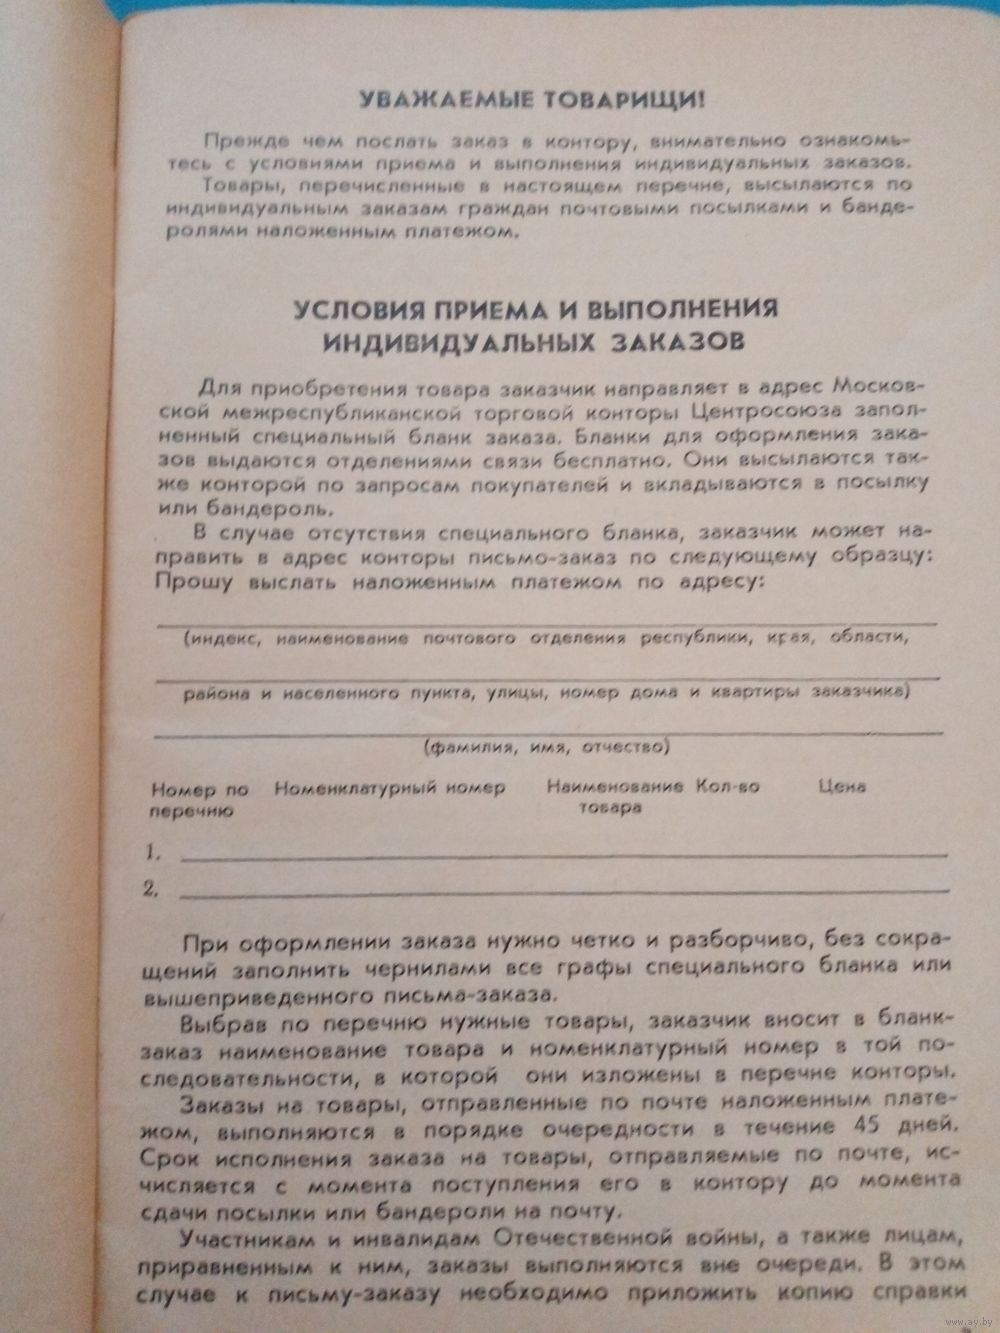 УВАЖАЕМЫЕ ТОВАРИЩИ!
Прежде чем послать заказ в контору, внимательно ознакомь-
тесь с условиями приема и выполнения индивидуальных заказов.
Товары, перечисленные в настоящем перечне, высылаются по
индивидуальным заказам граждан почтовыми посылками и банде-
ролями наложенным платежом.
УСЛОВИЯ ПРИЕМА И ВЫПОЛНЕНИЯ
ИНДИВИДУАЛЬНЫХ ЗАКАЗОВ
Для приобретения товара заказчик направляет в адрес Москов-
ской межреспубликанской торговой конторы Центросоюза запол-
ненный специальный бланк заказа. Бланки для оформления зака-
зов выдаются отделениями связи бесплатно. Они высылаются так-
же конторой по запросам покупателей и вкладываются в посылку
или бандероль.
В случае отсутствия специального бланка, заказчик может на-
править в адрес конторы письмо-заказ по следующему образцу:
Прошу выслать наложенным платежом по адресу:
(индекс, наименование почтового отделения республики, края, области,
района и населенного пункта, улицы, номер дома и квартиры заказчика)
(фамилия, имя, отчество)
Номер по Номенклатурный номер Наименование Кол-во Цена
перечню товара
1.
2.
При оформлении заказа нужно четко и разборчиво, без сокра-
щений заполнить чернилами все графы специального бланка или
вышеприведенного письма-заказа.
Выбрав по перечню нужные товары, заказчик вносит в бланк-
заказ наименование товара и номенклатурный номер в той по-
следовательности, в которой они изложены в перечне конторы.
Заказы на товары, отправленные по почте наложенным плате-
жом, выполняются в порядке очередности в течение 45 дней.
Срок исполнения заказа на товары, отправляемые по почте, ис-
числяется с момента поступления его в контору до момента
сдачи посылки или бандероли на почту.
Участникам и инвалидам Отечественной войны, а также лицам,
приравненным к ним, заказы выполняются вне очереди. В этом
случае к письму-заказу необходимо приложить копию справки
www.ay.by